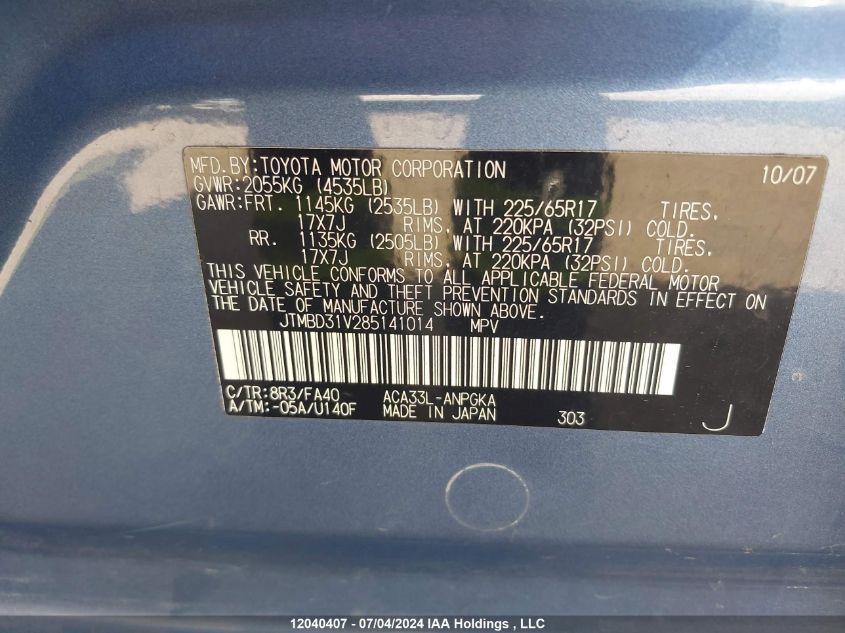 MFD.BY:TOYOTA MOTOR CORPORATION 10/07
GVWR:2055KG (4535LB)
GAWR:FRT. 1145KG (2535LB) WITH 225/65R17 TIRES,
17X7J RIMS, AT 220KPA (32PSI) COLD.
RR. 1135KG (2505LB) WITH 225/65R17 TIRES,
17X7J RIMS, AT 220KPA (32PSI) COLD.
THIS VEHICLE CONFORMS TO ALL APPLICABLE FEDERAL MOTOR
VEHICLE SAFETY AND THEFT PREVENTION STANDARDS IN EFFECT ON
THE DATE OF MANUFACTURE SHOWN ABOVE.
JTMBD31V285141014 MPV
C/TR:8R3/FA40 ACA33L-ANPGKA
A/TM:-05A/U140F MADE IN JAPAN 303 J
12040407 - 07/04/2024 IAA Holdings , LLC